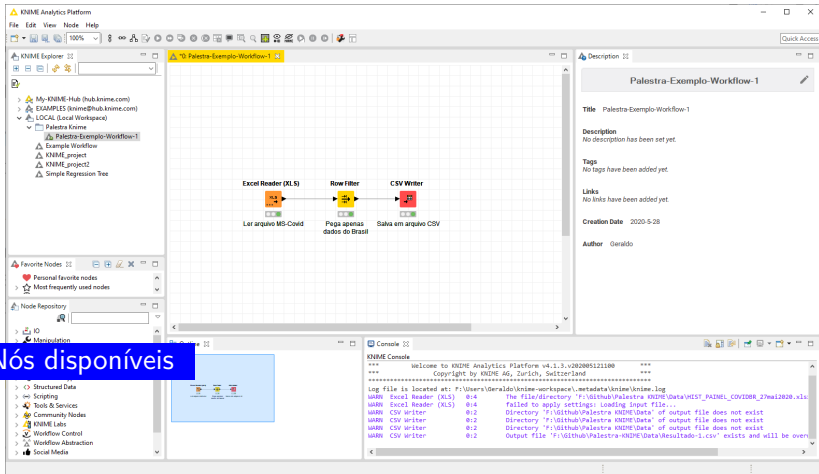 KNIME Analytics Platform
File Edit View Node Help
100%
Quick Access
KNIME Explorer
My-KNIME-Hub (hub.knime.com)
EXAMPLES (knime@hub.knime.com)
LOCAL (Local Workspace)
Palestra Knime
Palestra-Exemplo-Workflow-1
Example Workflow
KNIME_project
KNIME_project2
Simple Regression Tree
Favorite Nodes
Personal favorite nodes
Most frequently used nodes
Node Repository
IO
Manipulation
Nós disponíveis
Structured Data
Scripting
Tools & Services
Community Nodes
KNIME Labs
Workflow Control
Workflow Abstraction
Social Media
*0: Palestra-Exemplo-Workflow-1
Excel Reader (XLS) Row Filter CSV Writer
XLS
Ler arquivo MS-Covid Pega apenas Salva em arquivo CSV
dados do Brasil
Description
Palestra-Exemplo-Workflow-1
Title Palestra-Exemplo-Workflow-1
Description
No description has been set yet.
Tags
No tags have been added yet.
Links
No links have been added yet.
Creation Date 2020-5-28
Author Geraldo
Console
KNIME Console
*** Welcome to KNIME Analytics Platform v4.1.3.v202005121100 ***
*** Copyright by KNIME AG, Zurich, Switzerland ***
Log file is located at: F:\Users\Geraldo\knime-workspace\.metadata\knime\knime.log
WARN Excel Reader (XLS) 0:4 The file/directory 'F:\Github\Palestra KNIME\Data\HIST_PAINEL_COVIDBR_27mai2020.xls
WARN Excel Reader (XLS) 0:4 failed to apply settings: Loading input file...
WARN CSV Writer 0:2 Directory 'F:\Github\Palestra KNIME\Data' of output file does not exist
WARN CSV Writer 0:2 Directory 'F:\Github\Palestra KNIME\Data' of output file does not exist
WARN CSV Writer 0:2 Directory 'F:\Github\Palestra KNIME\Data' of output file does not exist
WARN CSV Writer 0:2 Output file 'F:\Github\Palestra-KNIME\Data\Resultado-1.csv' exists and will be over